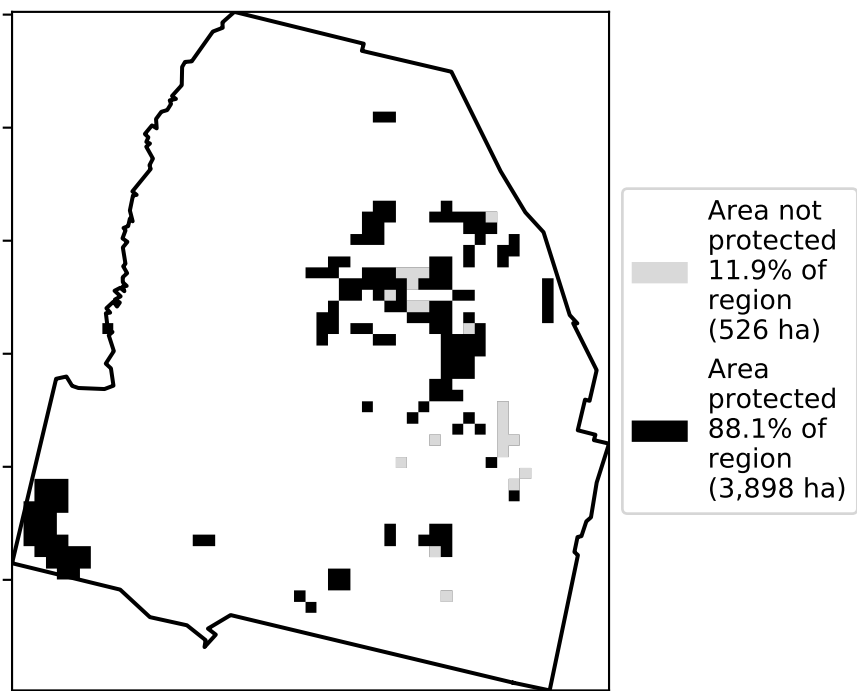 Area not
protected
11.9% of
region
(526 ha)
Area
protected
88.1% of
region
(3,898 ha)